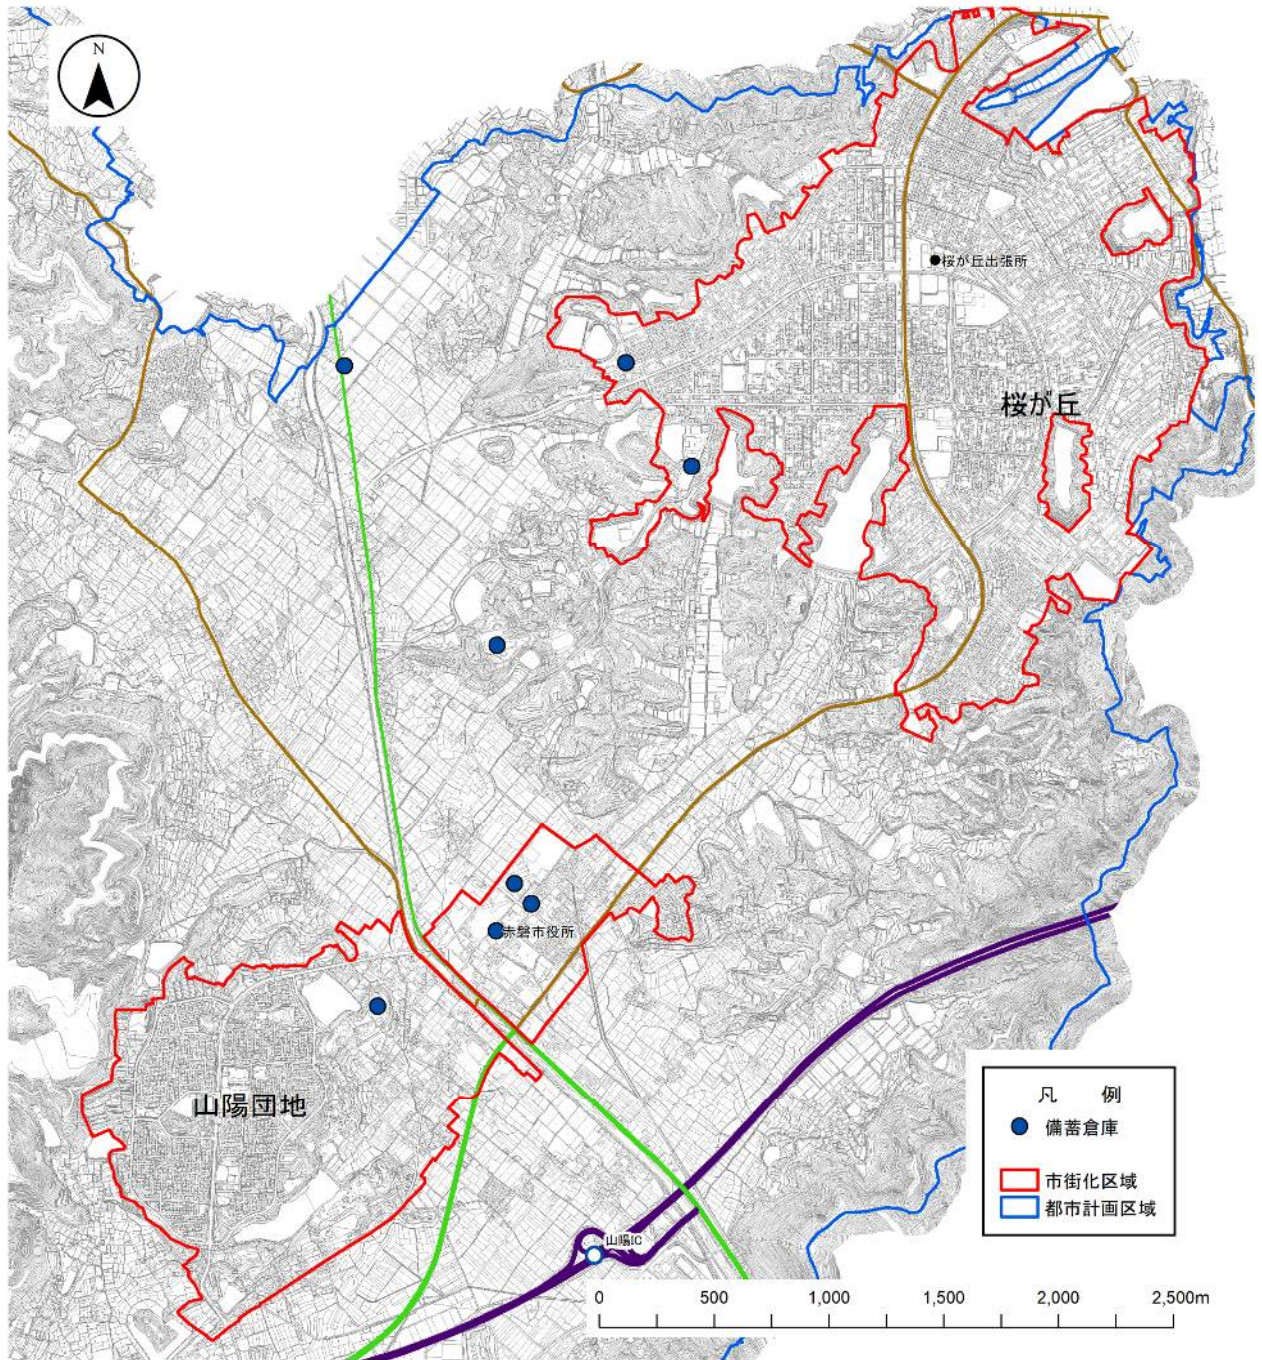 N
桜が丘出張所
桜が丘
赤磐市役所
山陽団地
山陽IC
凡 例
備蓄倉庫
市街化区域
都市計画区域
0 500 1,000 1,500 2,000 2,500m